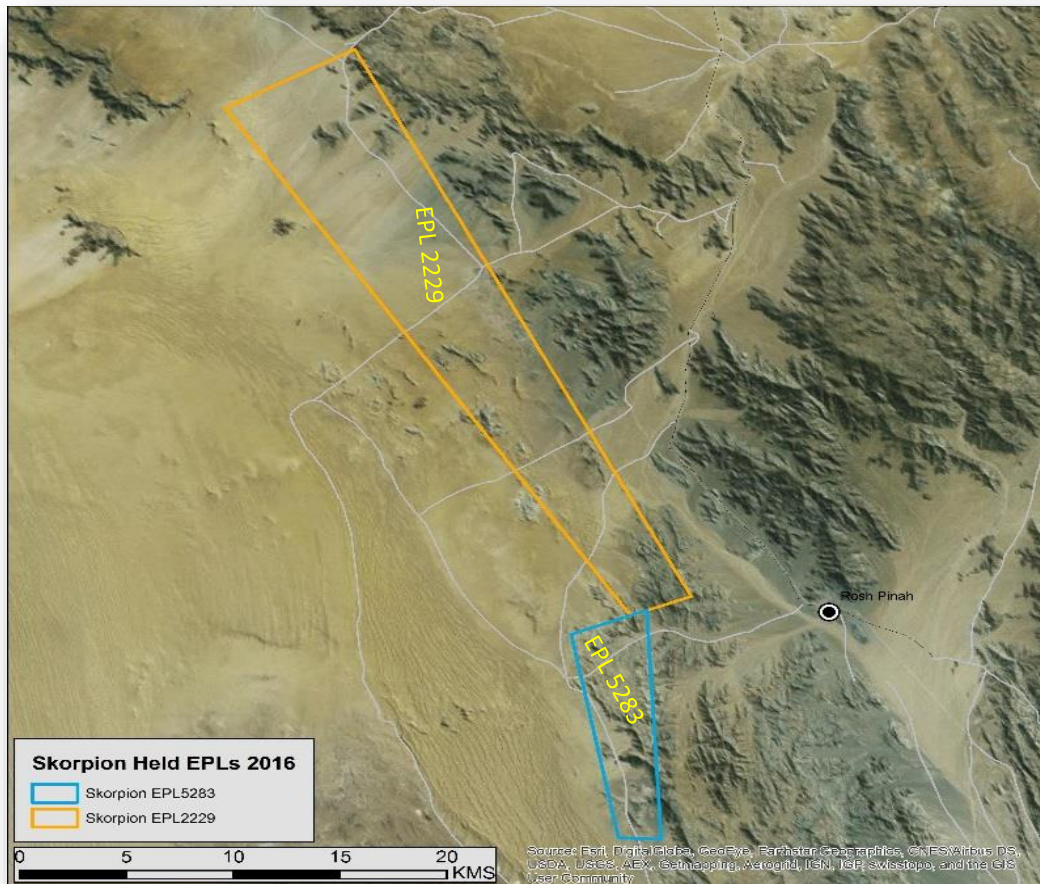 EPL 2229
Rosh Pinah
EPL 5283
Skorpion Held EPLs 2016
Skorpion EPL5283
Skorpion EPL2229
0 5 10 15 20
KMS
Source: Esri, DigitalGlobe, GeoEye, Earthstar Geographics, CNES/Airbus DS,
USDA, USGS, AEX, Getmapping, Aerogrid, IGN, IGP, swisstopo, and the GIS
User Community